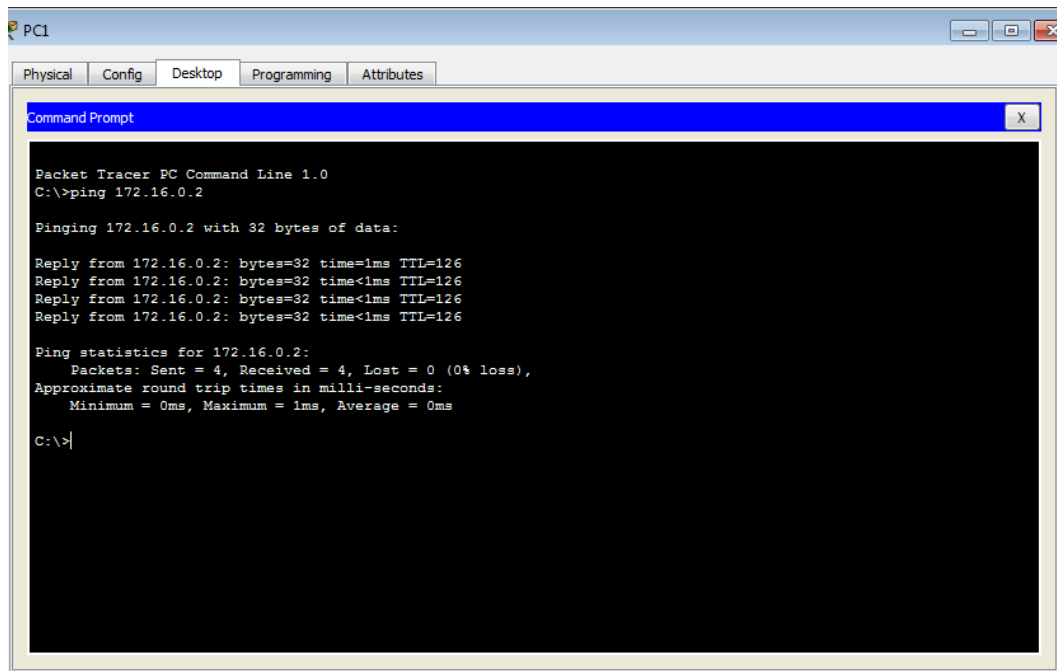 PC1
Physical Config Desktop Programming Attributes
Command Prompt
X
Packet Tracer PC Command Line 1.0
C:\>ping 172.16.0.2
Pinging 172.16.0.2 with 32 bytes of data:
Reply from 172.16.0.2: bytes=32 time=1ms TTL=126
Reply from 172.16.0.2: bytes=32 time<1ms TTL=126
Reply from 172.16.0.2: bytes=32 time<1ms TTL=126
Reply from 172.16.0.2: bytes=32 time<1ms TTL=126
Ping statistics for 172.16.0.2:
Packets: Sent = 4, Received = 4, Lost = 0 (0% loss),
Approximate round trip times in milli-seconds:
Minimum = 0ms, Maximum = 1ms, Average = 0ms
C:\>